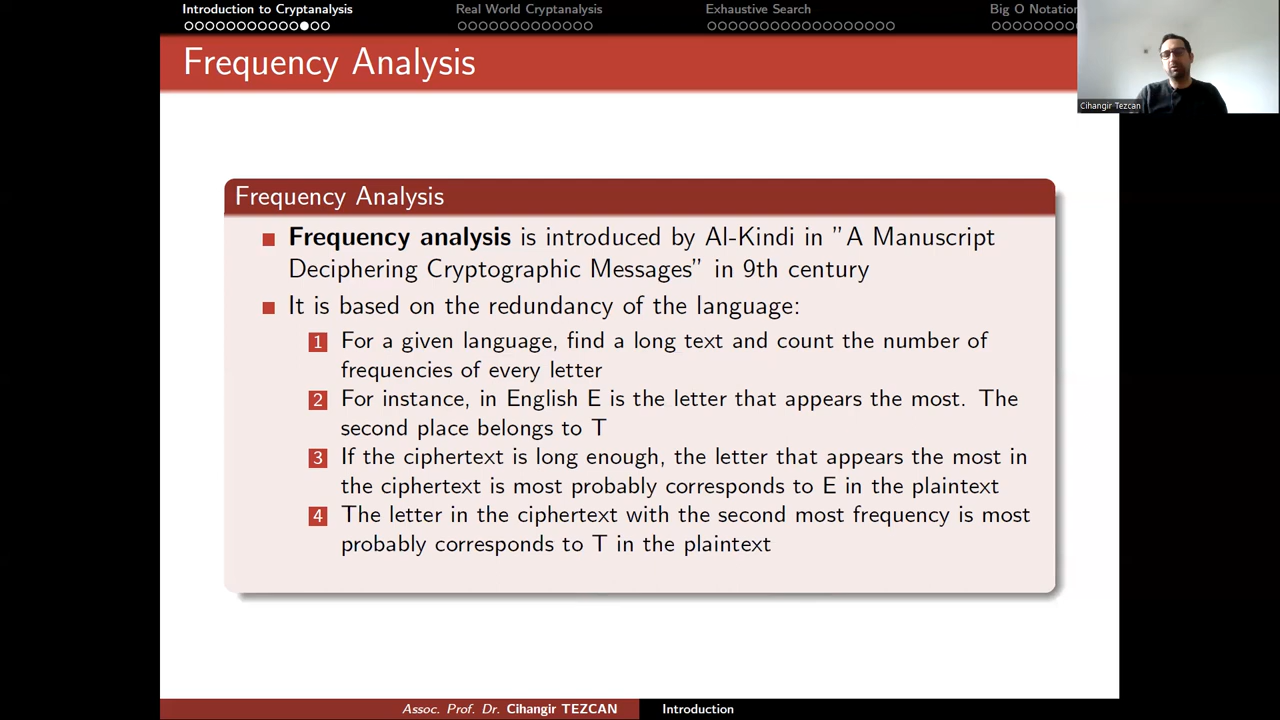 Introduction to Cryptanalysis
Real World Cryptanalysis
Exhaustive Search
Big O Notation
Frequency Analysis
Cihangir Tezcan
Frequency Analysis
Frequency analysis is introduced by Al-Kindi in "A Manuscript
Deciphering Cryptographic Messages" in 9th century
It is based on the redundancy of the language:
1 For a given language, find a long text and count the number of
frequencies of every letter
2 For instance, in English E is the letter that appears the most. The
second place belongs to T
3 If the ciphertext is long enough, the letter that appears the most in
the ciphertext is most probably corresponds to E in the plaintext
4 The letter in the ciphertext with the second most frequency is most
probably corresponds to T in the plaintext
Assoc. Prof. Dr. Cihangir TEZCAN
Introduction